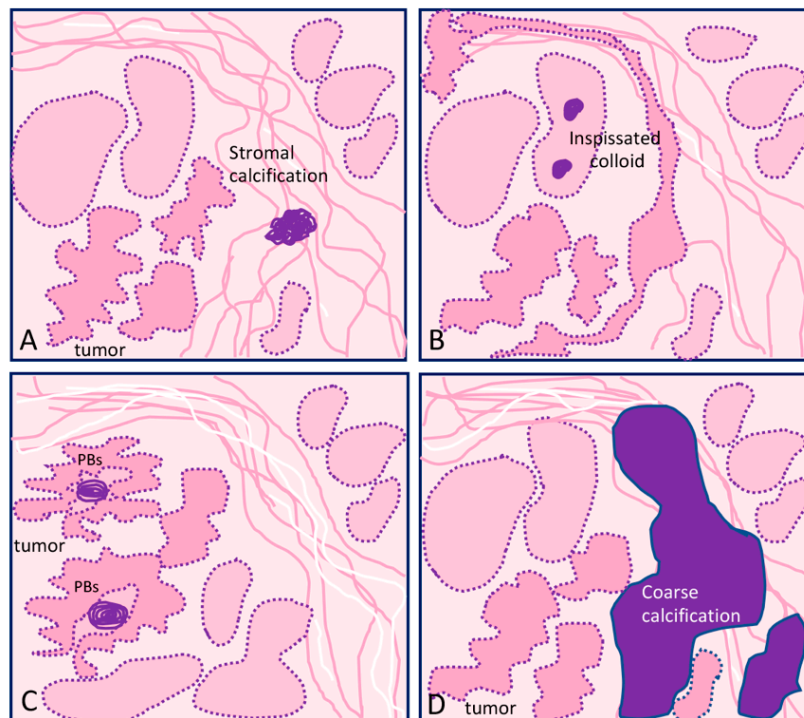 Stromal
calcification
A
tumor
Inspissated
colloid
B
PBs
tumor
PBs
C
Coarse
calcification
D
tumor